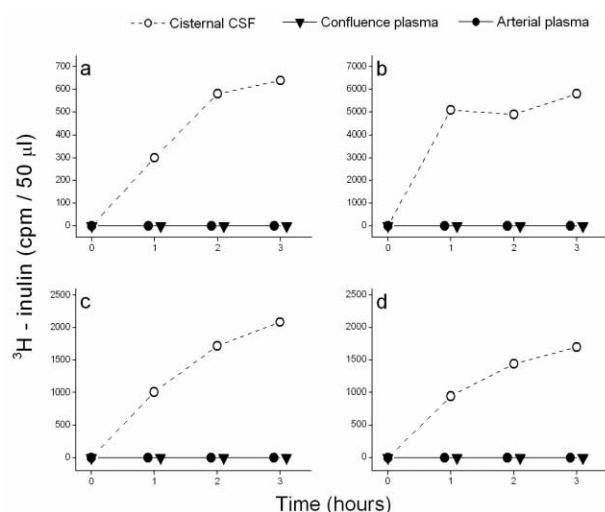 Cisternal CSF Confluence plasma Arterial plasma
³H - inulin (cpm / 50 µl)
a
700
600
500
400
300
200
100
0
0 1 2 3
b
7000
6000
5000
4000
3000
2000
1000
0
0 1 2 3
c
2500
2000
1500
1000
500
0
0 1 2 3
d
2500
2000
1500
1000
500
0
0 1 2 3
Time (hours)